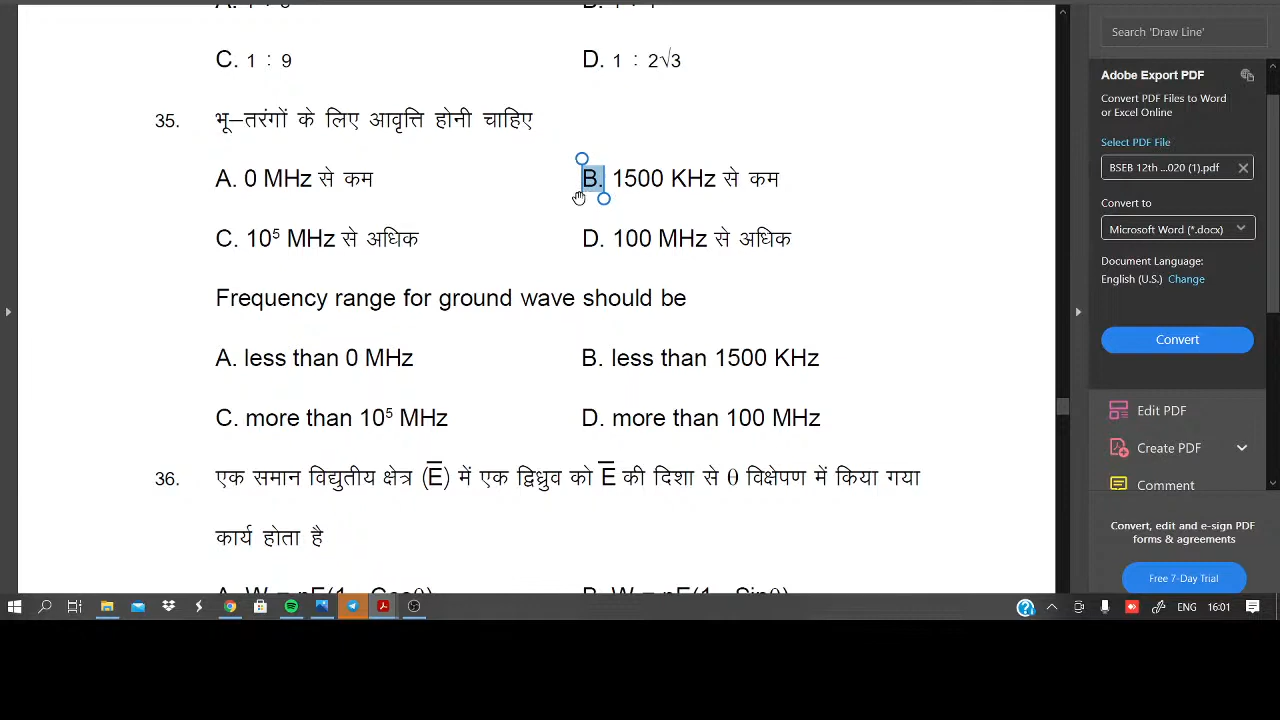 C. 1 : 9
D. 1 : 2√3
35. भू–तरंगों के लिए आवृत्ति होनी चाहिए
A. 0 MHz से कम
B. 1500 KHz से कम
C. 10⁵ MHz से अधिक
D. 100 MHz से अधिक
Frequency range for ground wave should be
A. less than 0 MHz
B. less than 1500 KHz
C. more than 10⁵ MHz
D. more than 100 MHz
36. एक समान विद्युतीय क्षेत्र (E̅) में एक द्विध्रुव को E̅ की दिशा से θ विक्षेपण में किया गया
कार्य होता है
Search 'Draw Line'
Adobe Export PDF
Convert PDF Files to Word
or Excel Online
Select PDF File
BSEB 12th ...020 (1).pdf
Convert to
Microsoft Word (*.docx)
Document Language:
English (U.S.) Change
Convert
Edit PDF
Create PDF
Comment
Convert, edit and e-sign PDF
forms & agreements
Free 7-Day Trial
ENG 16:01